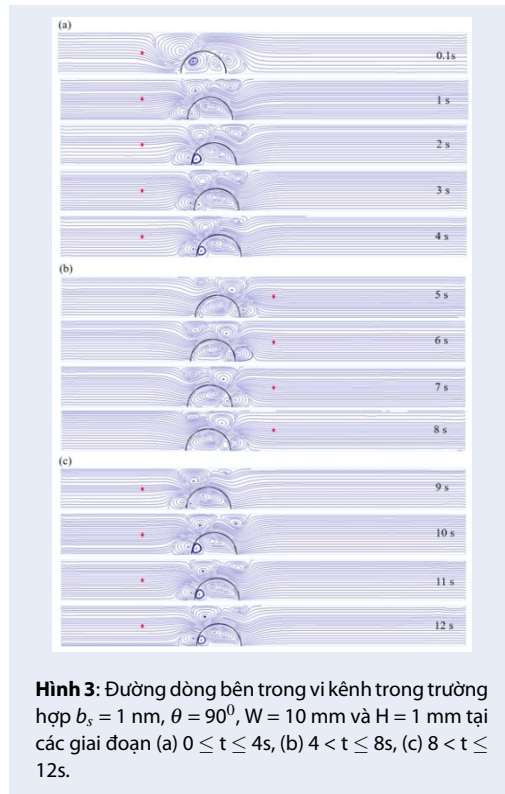 (a)
0.1s
1 s
2 s
3 s
4 s
(b)
5 s
6 s
7 s
8 s
(c)
9 s
10 s
11 s
12 s
Hình 3: Đường dòng bên trong vi kênh trong trường
hợp bₛ = 1 nm, θ = 90⁰, W = 10 mm và H = 1 mm tại
các giai đoạn (a) 0 ≤ t ≤ 4s, (b) 4 < t ≤ 8s, (c) 8 < t ≤
12s.